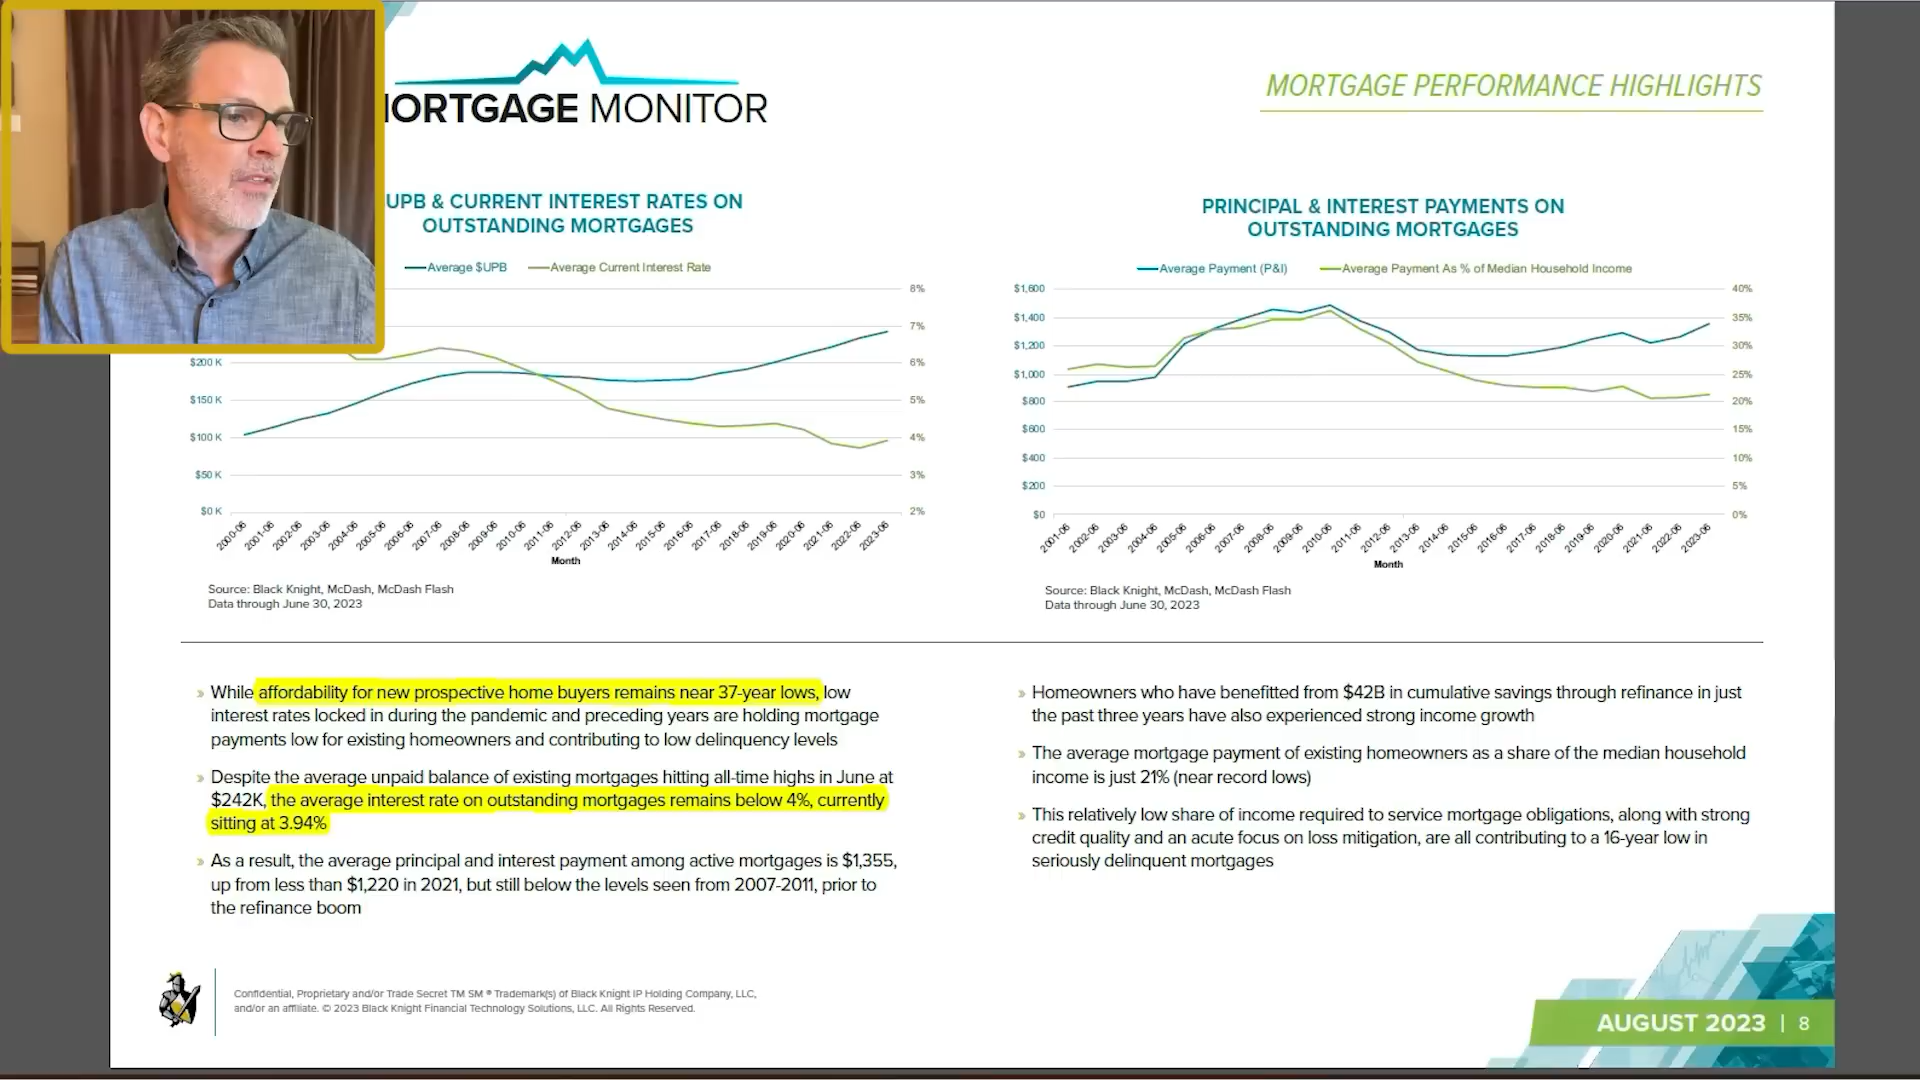 ORTGAGE MONITOR
MORTGAGE PERFORMANCE HIGHLIGHTS
UPB & CURRENT INTEREST RATES ON
OUTSTANDING MORTGAGES
Average $UPB
Average Current Interest Rate
8%
7%
6%
5%
4%
3%
2%
$200 K
$150 K
$100 K
$50 K
$0 K
2000-06
2001-06
2002-06
2003-06
2004-06
2005-06
2006-06
2007-06
2008-06
2009-06
2010-06
2011-06
2012-06
2013-06
2014-06
2015-06
2016-06
2017-06
2018-06
2019-06
2020-06
2021-06
2022-06
2023-06
Month
Source: Black Knight, McDash, McDash Flash
Data through June 30, 2023
PRINCIPAL & INTEREST PAYMENTS ON
OUTSTANDING MORTGAGES
Average Payment (P&I)
Average Payment As % of Median Household Income
$1,600
$1,400
$1,200
$1,000
$800
$600
$400
$200
$0
40%
35%
30%
25%
20%
15%
10%
5%
0%
2001-06
2002-06
2003-06
2004-06
2005-06
2006-06
2007-06
2008-06
2009-06
2010-06
2011-06
2012-06
2013-06
2014-06
2015-06
2016-06
2017-06
2018-06
2019-06
2020-06
2021-06
2022-06
2023-06
Month
Source: Black Knight, McDash, McDash Flash
Data through June 30, 2023
» While affordability for new prospective home buyers remains near 37-year lows, low
interest rates locked in during the pandemic and preceding years are holding mortgage
payments low for existing homeowners and contributing to low delinquency levels
» Despite the average unpaid balance of existing mortgages hitting all-time highs in June at
$242K, the average interest rate on outstanding mortgages remains below 4%, currently
sitting at 3.94%
» As a result, the average principal and interest payment among active mortgages is $1,355,
up from less than $1,220 in 2021, but still below the levels seen from 2007-2011, prior to
the refinance boom
» Homeowners who have benefitted from $42B in cumulative savings through refinance in just
the past three years have also experienced strong income growth
» The average mortgage payment of existing homeowners as a share of the median household
income is just 21% (near record lows)
» This relatively low share of income required to service mortgage obligations, along with strong
credit quality and an acute focus on loss mitigation, are all contributing to a 16-year low in
seriously delinquent mortgages
Confidential, Proprietary and/or Trade Secret TM SM ® Trademark(s) of Black Knight IP Holding Company, LLC,
and/or an affiliate. © 2023 Black Knight Financial Technology Solutions, LLC. All Rights Reserved.
AUGUST 2023 | 8